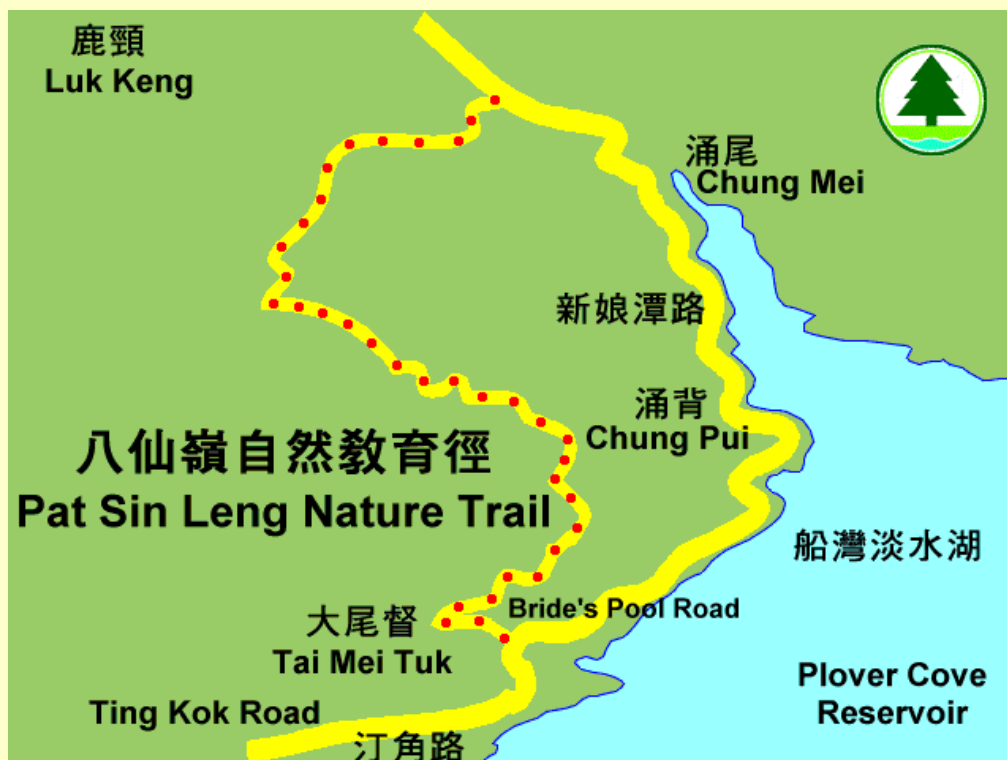 鹿頸
Luk Keng
涌尾
Chung Mei
新娘潭路
涌背
Chung Pui
八仙嶺自然教育徑
Pat Sin Leng Nature Trail
船灣淡水湖
Bride's Pool Road
大尾督
Tai Mei Tuk
Plover Cove
Reservoir
Ting Kok Road
汀角路